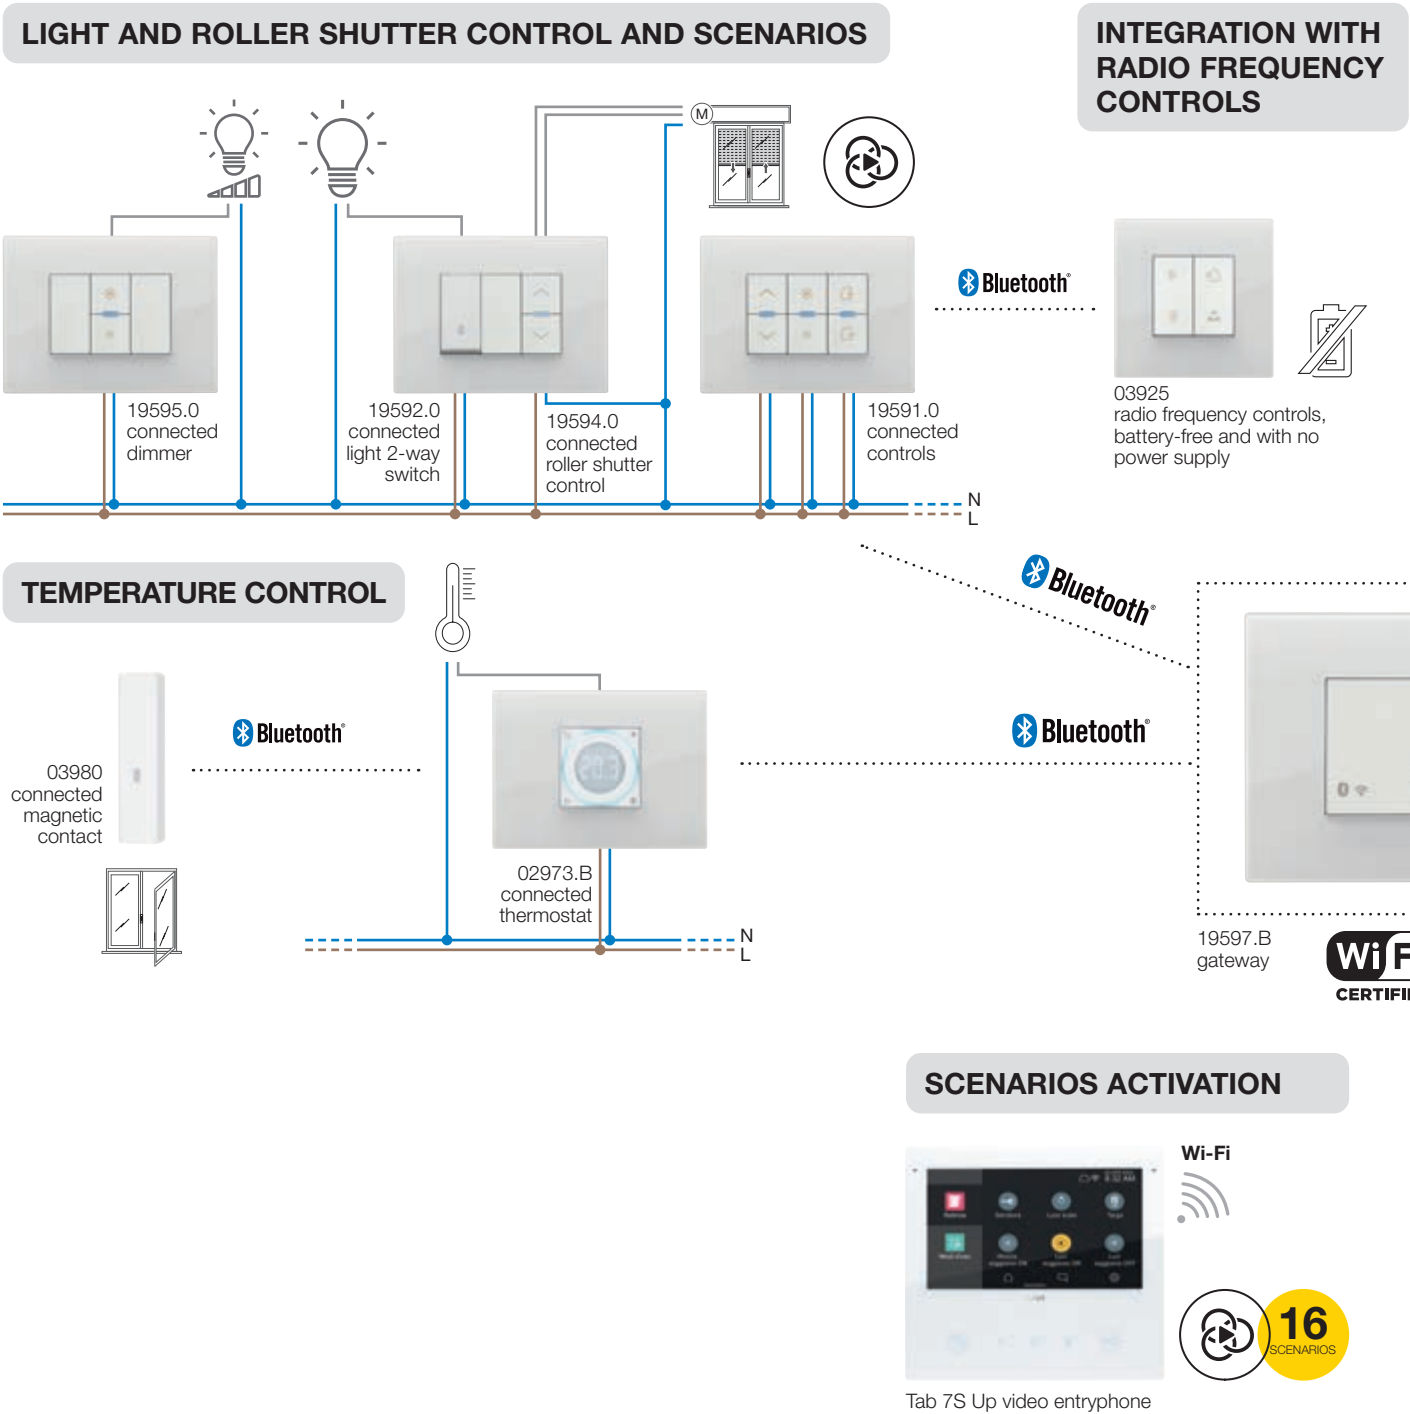 LIGHT AND ROLLER SHUTTER CONTROL AND SCENARIOS
INTEGRATION WITH
RADIO FREQUENCY
CONTROLS
M
Bluetooth®
19595.0
connected
dimmer
19592.0
connected
light 2-way
switch
19594.0
connected
roller shutter
control
19591.0
connected
controls
03925
radio frequency controls,
battery-free and with no
power supply
N
L
Bluetooth®
TEMPERATURE CONTROL
Bluetooth®
Bluetooth®
20.3
03980
connected
magnetic
contact
02973.B
connected
thermostat
N
L
19597.B
gateway
WiF
CERTIFI
SCENARIOS ACTIVATION
Wi-Fi
16
SCENARIOS
Tab 7S Up video entryphone